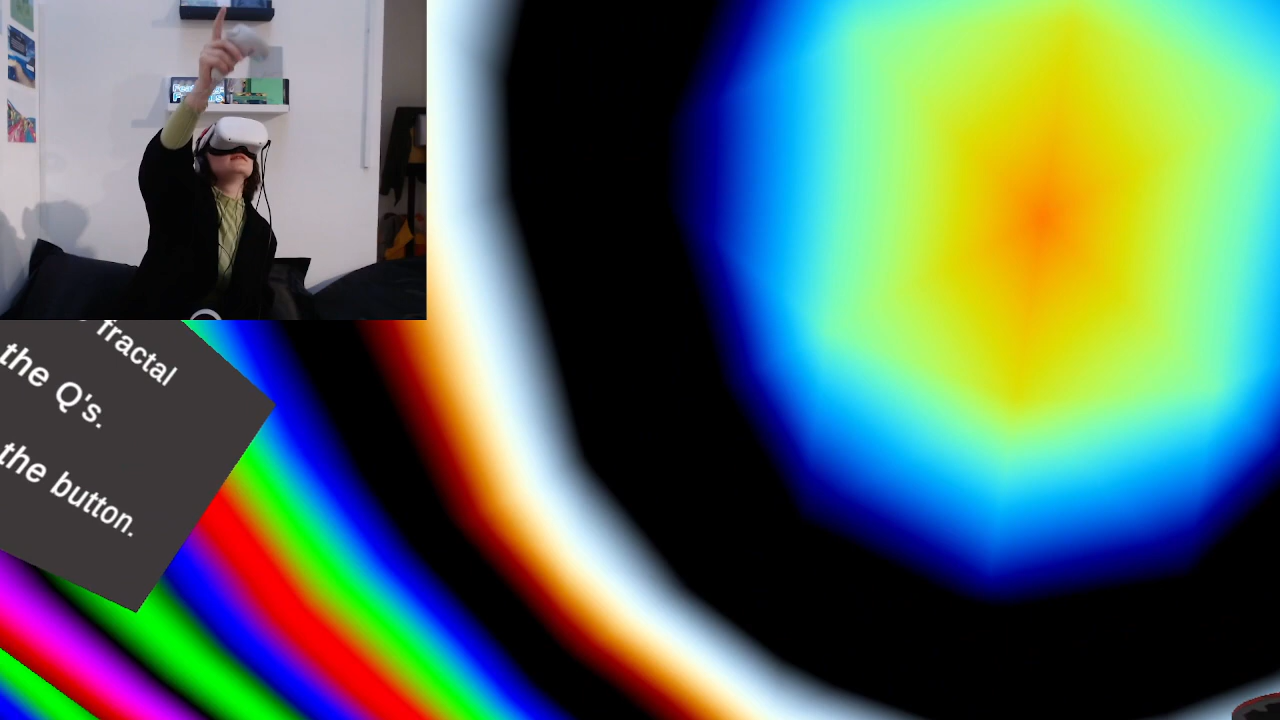 fractal
the Q's.
the button.